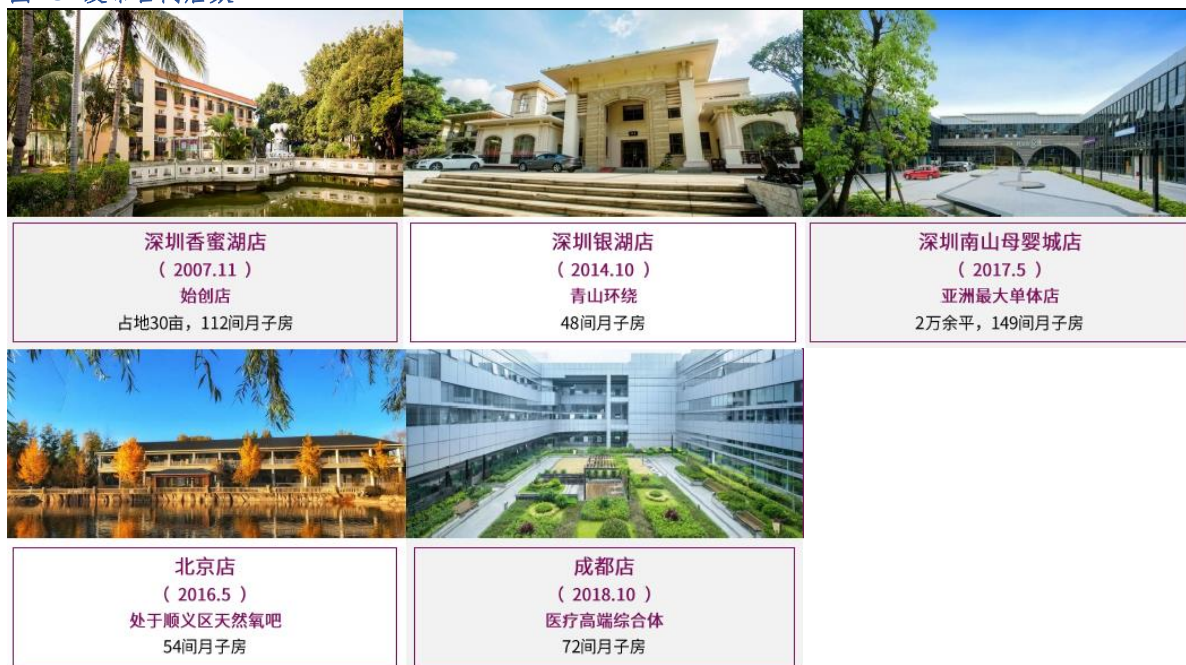 深圳香蜜湖店
（ 2007.11 ）
始创店
占地30亩，112间月子房
深圳银湖店
（ 2014.10 ）
青山环绕
48间月子房
深圳南山母婴城店
（ 2017.5 ）
亚洲最大单体店
2万余平，149间月子房
北京店
（ 2016.5 ）
处于顺义区天然氧吧
54间月子房
成都店
（ 2018.10 ）
医疗高端综合体
72间月子房